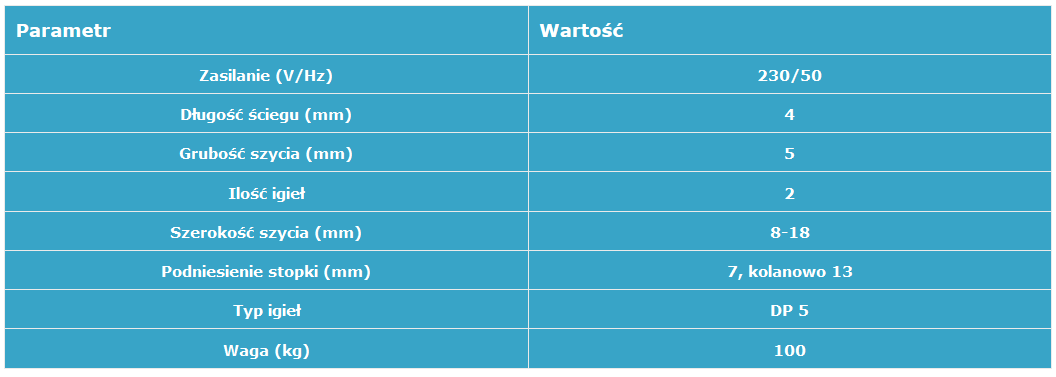 Parametr Wartość
Zasilanie (V/Hz) 230/50
Długość ściegu (mm) 4
Grubość szycia (mm) 5
Ilość igieł 2
Szerokość szycia (mm) 8-18
Podniesienie stopki (mm) 7, kolanowo 13
Typ igieł DP 5
Waga (kg) 100